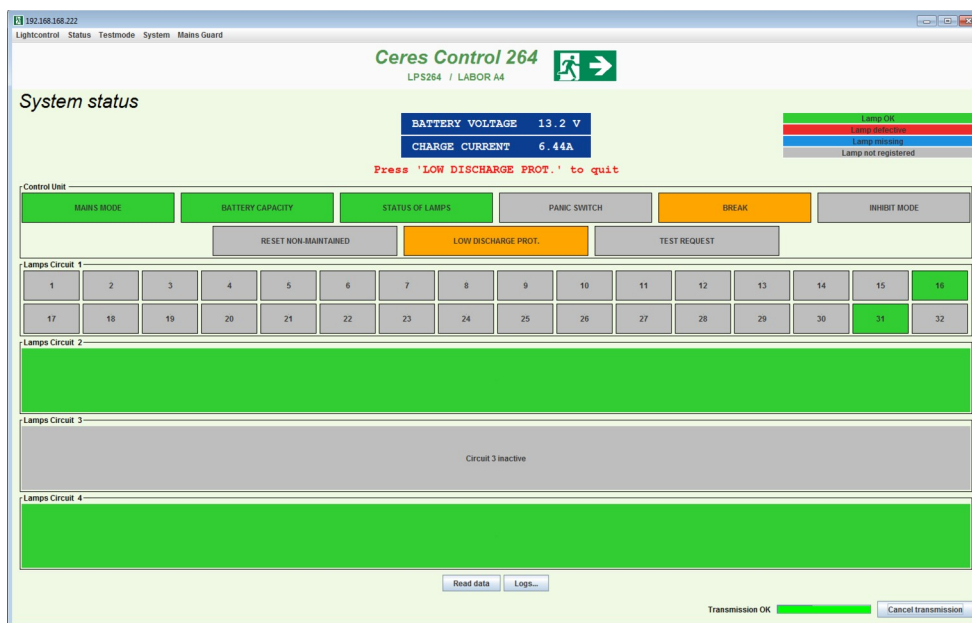 192.168.168.222
Lightcontrol Status Testmode System Mains Guard
Ceres Control 264
LPS264 / LABOR A4
System status
BATTERY VOLTAGE 13.2 V
CHARGE CURRENT 6.44A
Press 'LOW DISCHARGE PROT.' to quit
Lamp OK
Lamp defective
Lamp missing
Lamp not registered
Control Unit
MAINS MODE BATTERY CAPACITY STATUS OF LAMPS PANIC SWITCH BREAK INHIBIT MODE
RESET NON-MAINTAINED LOW DISCHARGE PROT. TEST REQUEST
Lamps Circuit 1
1 2 3 4 5 6 7 8 9 10 11 12 13 14 15 16
17 18 19 20 21 22 23 24 25 26 27 28 29 30 31 32
Lamps Circuit 2
Lamps Circuit 3
Circuit 3 inactive
Lamps Circuit 4
Read data Logs...
Transmission OK Cancel transmission